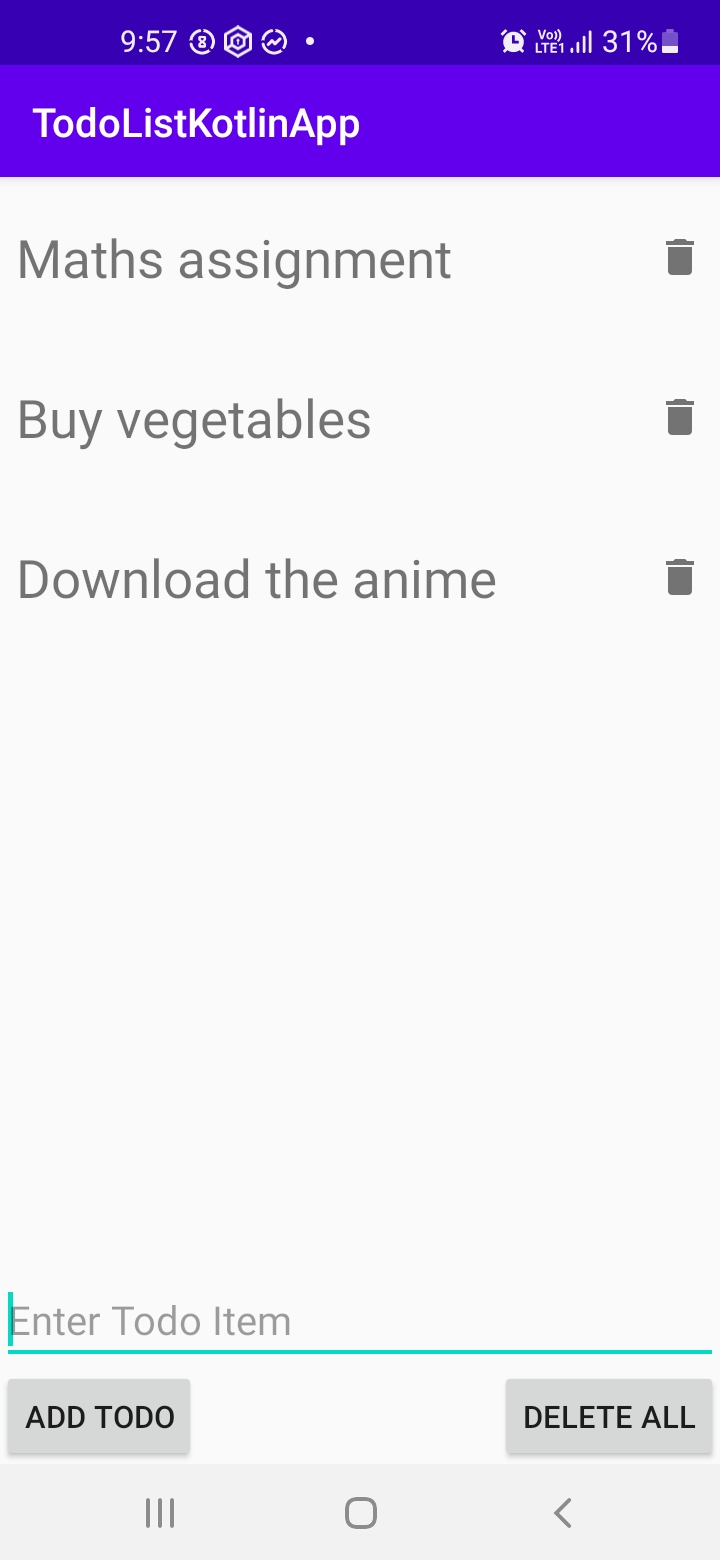 9:57 Vo)) LTE1 31%
TodoListKotlinApp
Maths assignment
Buy vegetables
Download the anime
Enter Todo Item
ADD TODO DELETE ALL